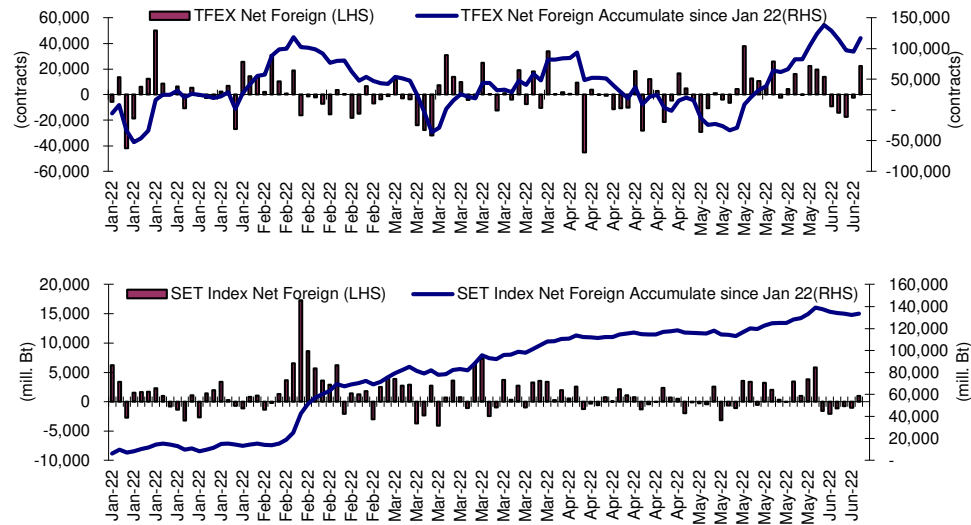 TFEX Net Foreign (LHS)
TFEX Net Foreign Accumulate since Jan 22(RHS)
60,000
40,000
20,000
0
-20,000
-40,000
-60,000
(contracts)
150,000
100,000
50,000
0
-50,000
-100,000
(contracts)
Jan-22
Jan-22
Jan-22
Jan-22
Jan-22
Jan-22
Jan-22
Feb-22
Feb-22
Feb-22
Feb-22
Feb-22
Feb-22
Mar-22
Mar-22
Mar-22
Mar-22
Mar-22
Mar-22
Mar-22
Mar-22
Apr-22
Apr-22
Apr-22
Apr-22
Apr-22
Apr-22
May-22
May-22
May-22
May-22
May-22
May-22
Jun-22
Jun-22
SET Index Net Foreign (LHS)
SET Index Net Foreign Accumulate since Jan 22(RHS)
20,000
15,000
10,000
5,000
0
-5,000
-10,000
(mill. Bt)
160,000
140,000
120,000
100,000
80,000
60,000
40,000
20,000
-
(mill. Bt)
Jan-22
Jan-22
Jan-22
Jan-22
Jan-22
Jan-22
Jan-22
Feb-22
Feb-22
Feb-22
Feb-22
Feb-22
Feb-22
Mar-22
Mar-22
Mar-22
Mar-22
Mar-22
Mar-22
Mar-22
Mar-22
Apr-22
Apr-22
Apr-22
Apr-22
Apr-22
Apr-22
May-22
May-22
May-22
May-22
May-22
May-22
Jun-22
Jun-22